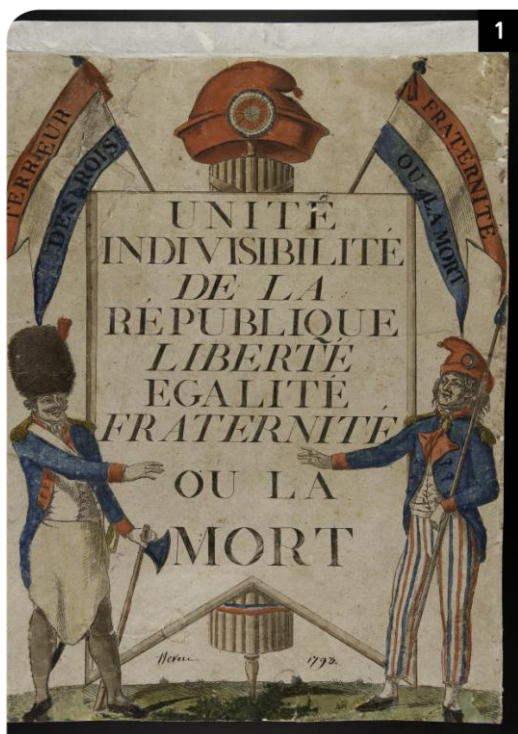 1
TERREUR
DES ROIS
FRATERNITÉ
OU LA MORT
UNITÉ
INDIVISIBILITÉ
DE LA
RÉPUBLIQUE
LIBERTÉ
EGALITÉ
FRATERNITÉ
OU LA
MORT
1793.